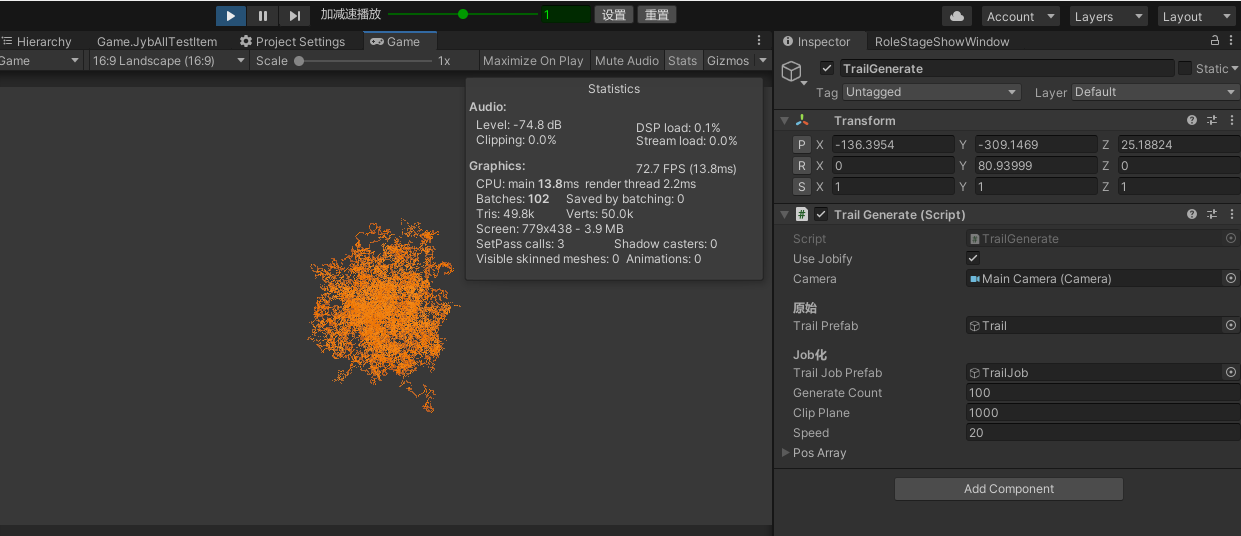 加减速播放 1 设置 重置 Account Layers Layout
Hierarchy Game.JybAllTestItem Project Settings Game Inspector RoleStageShowWindow
Game 16:9 Landscape (16:9) Scale 1x Maximize On Play Mute Audio Stats Gizmos
Statistics
Audio:
Level: -74.8 dB DSP load: 0.1%
Clipping: 0.0% Stream load: 0.0%
Graphics: 72.7 FPS (13.8ms)
CPU: main 13.8ms render thread 2.2ms
Batches: 102 Saved by batching: 0
Tris: 49.8k Verts: 50.0k
Screen: 779x438 - 3.9 MB
SetPass calls: 3 Shadow casters: 0
Visible skinned meshes: 0 Animations: 0
TrailGenerate Static
Tag Untagged Layer Default
Transform
P X -136.3954 Y -309.1469 Z 25.18824
R X 0 Y 80.93999 Z 0
S X 1 Y 1 Z 1
# Trail Generate (Script)
Script TrailGenerate
Use Jobify
Camera Main Camera (Camera)
原始
Trail Prefab Trail
Job化
Trail Job Prefab TrailJob
Generate Count 100
Clip Plane 1000
Speed 20
Pos Array
Add Component